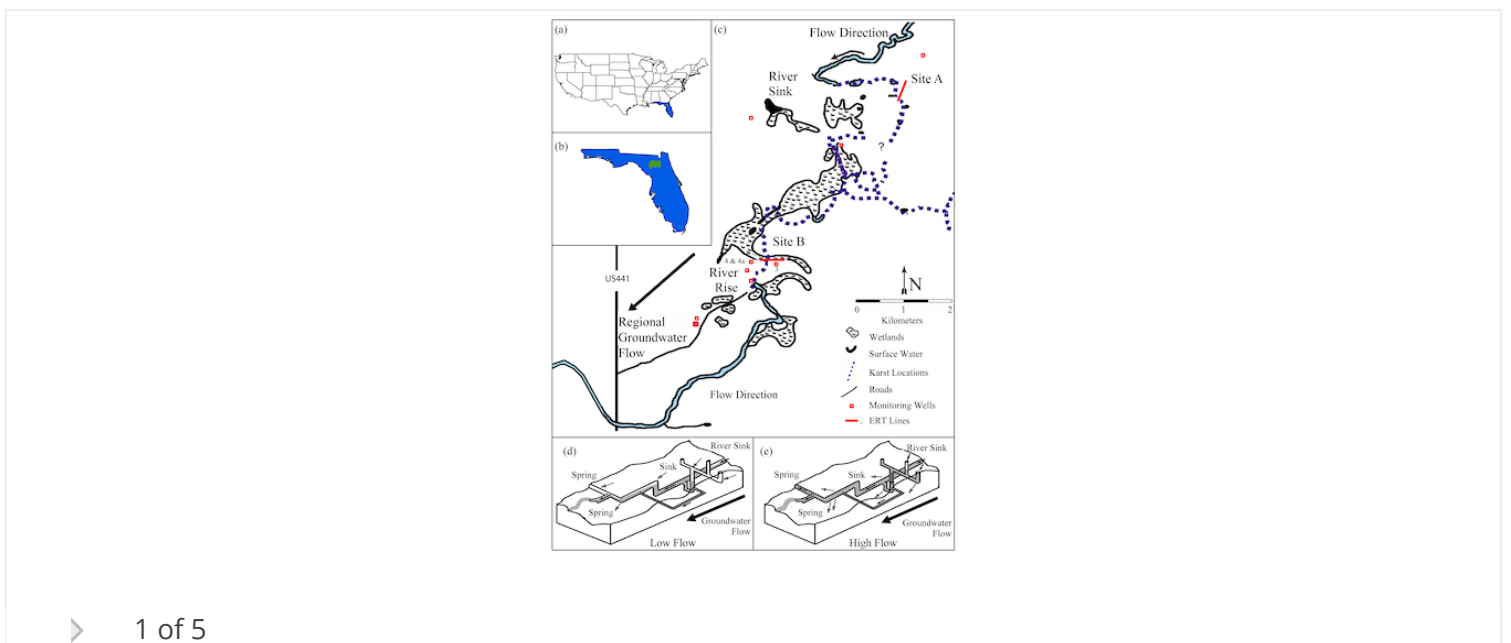 (a)
(b)
(c)
Flow Direction
River
Sink
Site A
?
Site B
4 & 4a
River
Rise
US441
N
0 1 2
Kilometers
Wetlands
Surface Water
Karst Locations
Roads
Monitoring Wells
ERT Lines
Regional
Groundwater
Flow
Flow Direction
(d)
River Sink
Spring
Sink
Spring
Groundwater
Flow
Low Flow
(e)
River Sink
Spring
Sink
Spring
Groundwater
Flow
High Flow
1 of 5